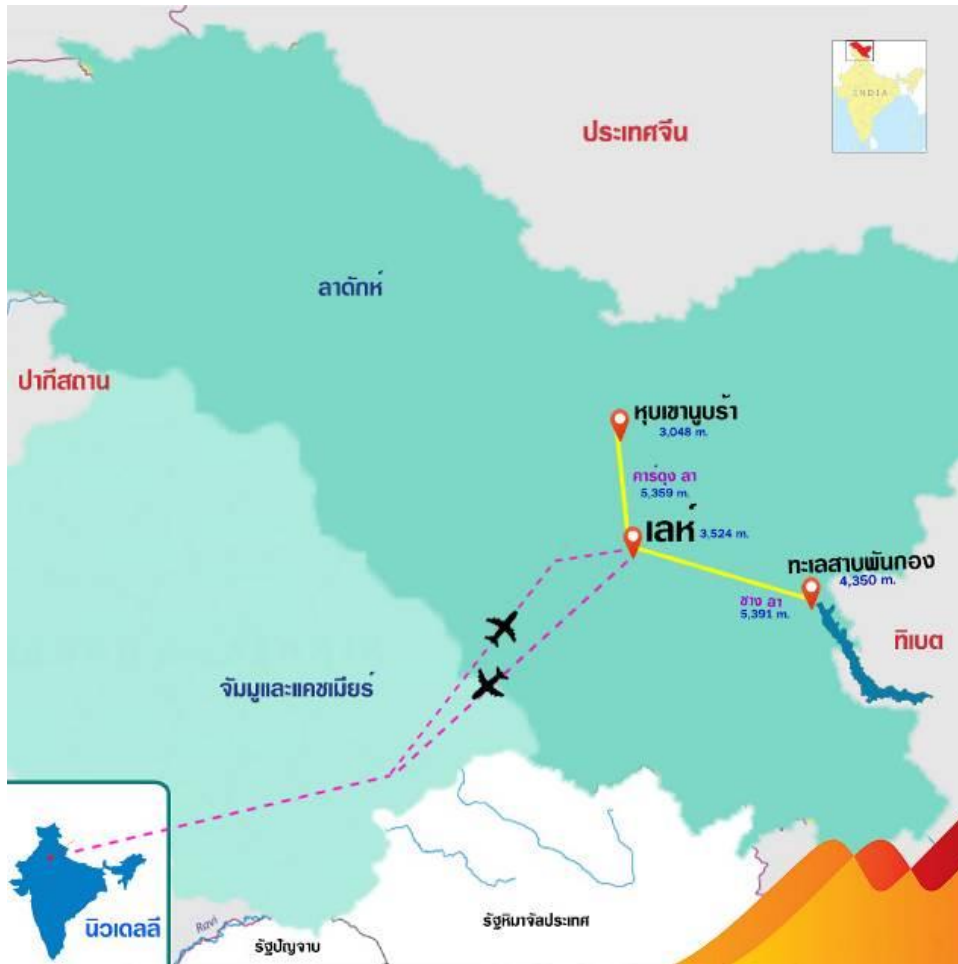 INDIA
ประเทศจีน
ลาดักห์
ปากีสถาน
หุบเขานูบร้า
3,048 m.
คาร์ดุง ลา
5,359 m.
เลห์ 3,524 m.
ทะเลสาบพันกอง
4,350 m.
ชาง ลา
5,391 m.
ทิเบต
จัมมูและแคชเมียร์
นิวเดลลี
Ravi
รัฐปัญจาบ
รัฐหิมาจัลประเทศ